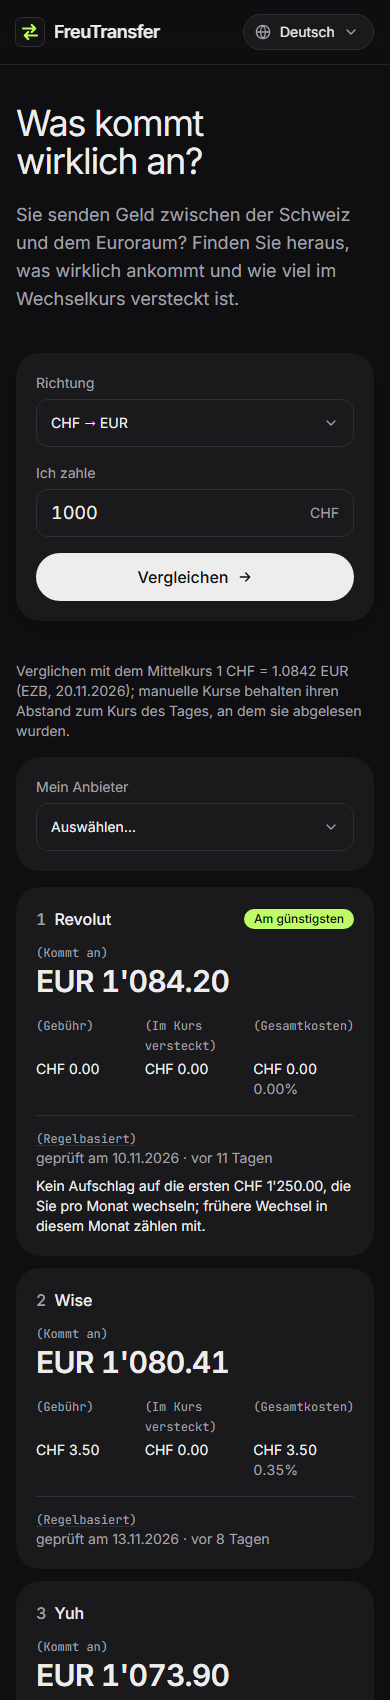 FreuTransfer
Deutsch
Was kommt
wirklich an?
Sie senden Geld zwischen der Schweiz
und dem Euroraum? Finden Sie heraus,
was wirklich ankommt und wie viel im
Wechselkurs versteckt ist.
Richtung
CHF → EUR
Ich zahle
1000 CHF
Vergleichen →
Verglichen mit dem Mittelkurs 1 CHF = 1.0842 EUR
(EZB, 20.11.2026); manuelle Kurse behalten ihren
Abstand zum Kurs des Tages, an dem sie abgelesen
wurden.
Mein Anbieter
Auswählen...
1 Revolut Am günstigsten
(Kommt an)
EUR 1'084.20
(Gebühr) (Im Kurs versteckt) (Gesamtkosten)
CHF 0.00 CHF 0.00 CHF 0.00
0.00%
(Regelbasiert)
geprüft am 10.11.2026 · vor 11 Tagen
Kein Aufschlag auf die ersten CHF 1'250.00, die
Sie pro Monat wechseln; frühere Wechsel in
diesem Monat zählen mit.
2 Wise
(Kommt an)
EUR 1'080.41
(Gebühr) (Im Kurs versteckt) (Gesamtkosten)
CHF 3.50 CHF 0.00 CHF 3.50
0.35%
(Regelbasiert)
geprüft am 13.11.2026 · vor 8 Tagen
3 Yuh
(Kommt an)
EUR 1'073.90